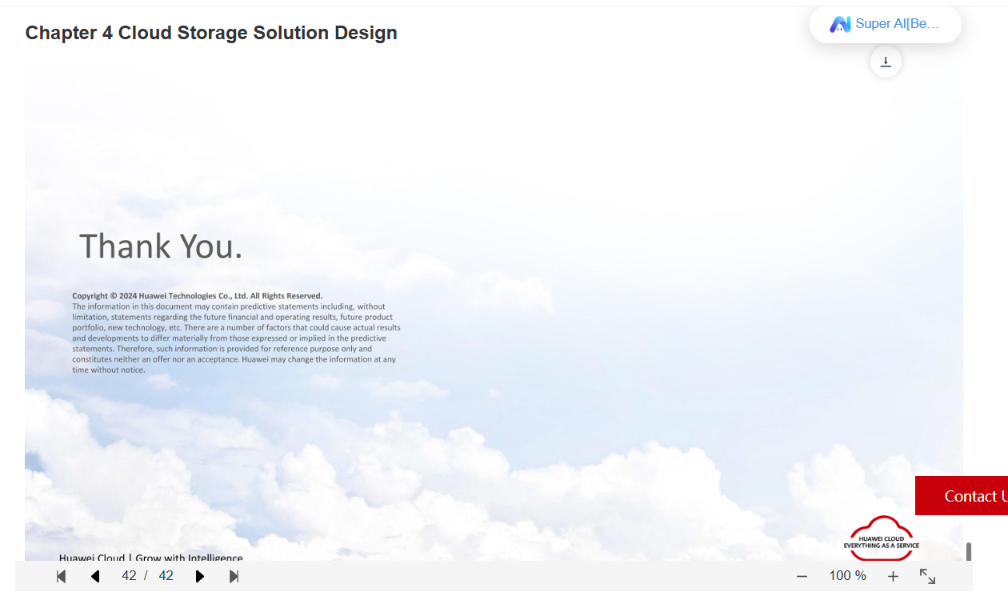 Chapter 4 Cloud Storage Solution Design
Super AI[Be...
Thank You.
Copyright © 2024 Huawei Technologies Co., Ltd. All Rights Reserved.
The information in this document may contain predictive statements including, without
limitation, statements regarding the future financial and operating results, future product
portfolio, new technology, etc. There are a number of factors that could cause actual results
and developments to differ materially from those expressed or implied in the predictive
statements. Therefore, such information is provided for reference purpose only and
constitutes neither an offer nor an acceptance. Huawei may change the information at any
time without notice.
Contact U
HUAWEI CLOUD
EVERYTHING AS A SERVICE
Huawei Cloud | Grow with Intelligence
42 / 42
100 %